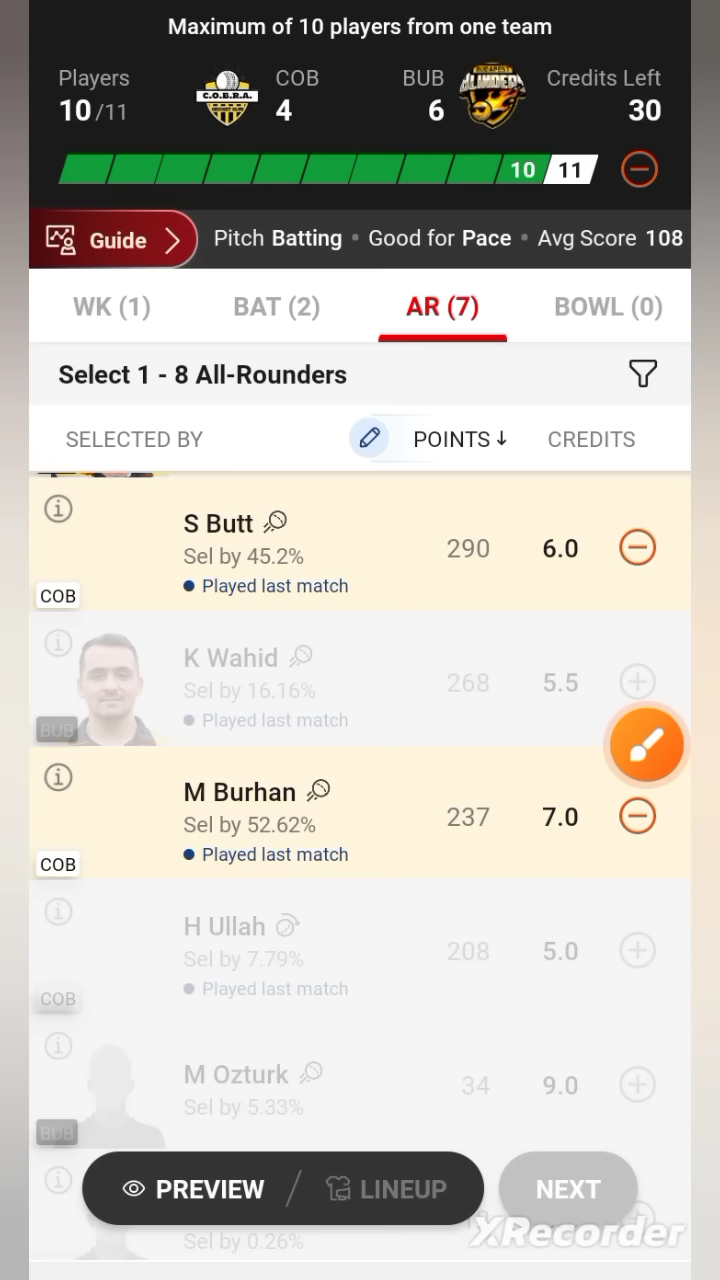 Maximum of 10 players from one team
Players COB BUB Credits Left
10/11 C.O.B.R.A. 4 6 BUDAPEST BLINDERS 30
10 11
Guide Pitch Batting • Good for Pace • Avg Score 108
WK (1) BAT (2) AR (7) BOWL (0)
Select 1 - 8 All-Rounders
SELECTED BY POINTS↓ CREDITS
S Butt
Sel by 45.2% 290 6.0
Played last match
COB
K Wahid
Sel by 16.16% 268 5.5
Played last match
BUB
M Burhan
Sel by 52.62% 237 7.0
Played last match
COB
H Ullah
Sel by 7.79% 208 5.0
Played last match
COB
M Ozturk
Sel by 5.33% 34 9.0
BUB
PREVIEW / LINEUP NEXT
XRecorder
Sel by 0.26%